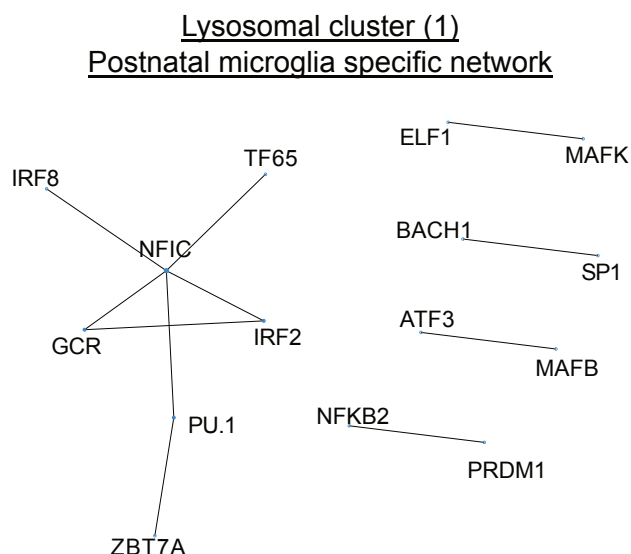 Lysosomal cluster (1)
Postnatal microglia specific network
IRF8
TF65
NFIC
GCR
IRF2
PU.1
ZBT7A
ELF1
MAFK
BACH1
SP1
ATF3
MAFB
NFKB2
PRDM1